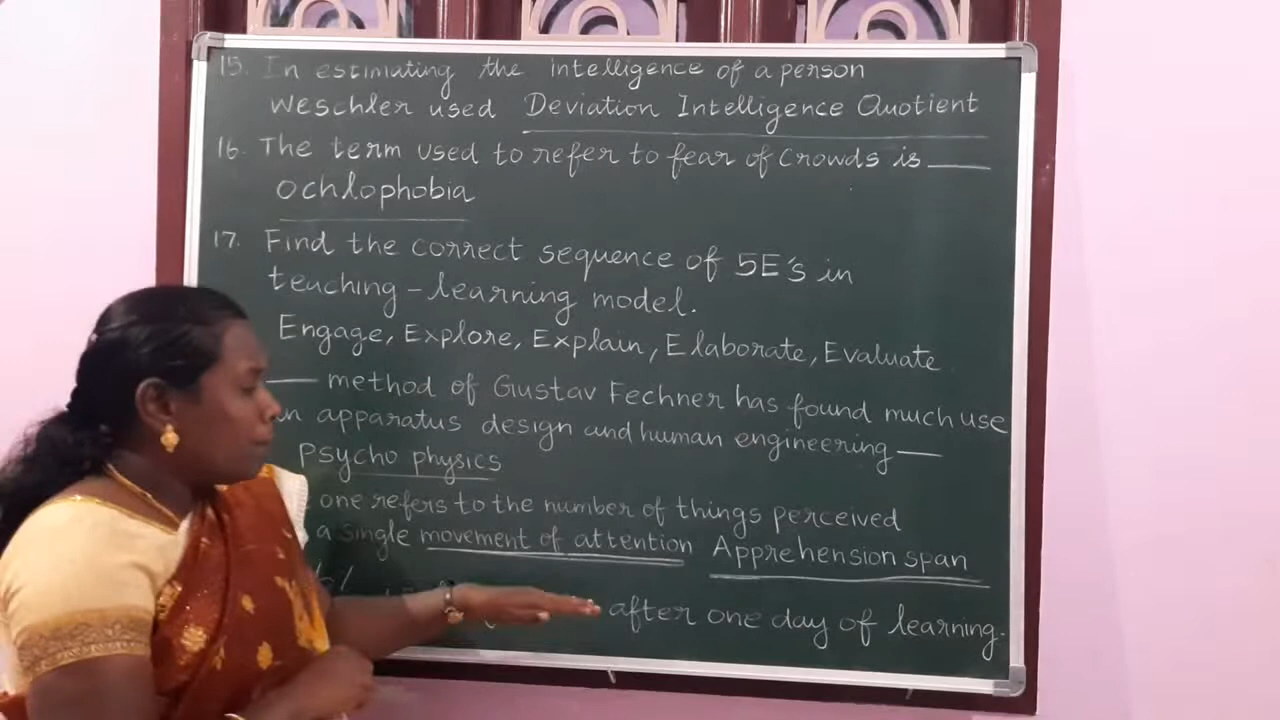 15. In estimating the intelligence of a person
Weschler used Deviation Intelligence Quotient
16. The term used to refer to fear of crowds is ____
Ochlophobia
17. Find the correct sequence of 5E's in
teaching-learning model.
Engage, Explore, Explain, Elaborate, Evaluate
____ method of Gustav Fechner has found much use
in apparatus design and human engineering ____
Psycho physics
one refers to the number of things perceived
a single movement of attention Apprehension span
after one day of learning.